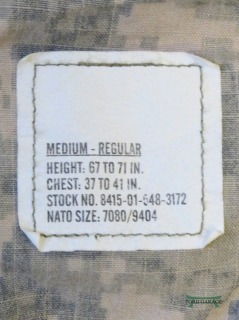 MEDIUM - REGULAR
HEIGHT: 67 TO 71 IN.
CHEST: 37 TO 41 IN.
STOCK NO. 8415-01-648-3172
NATO SIZE: 7080/9404